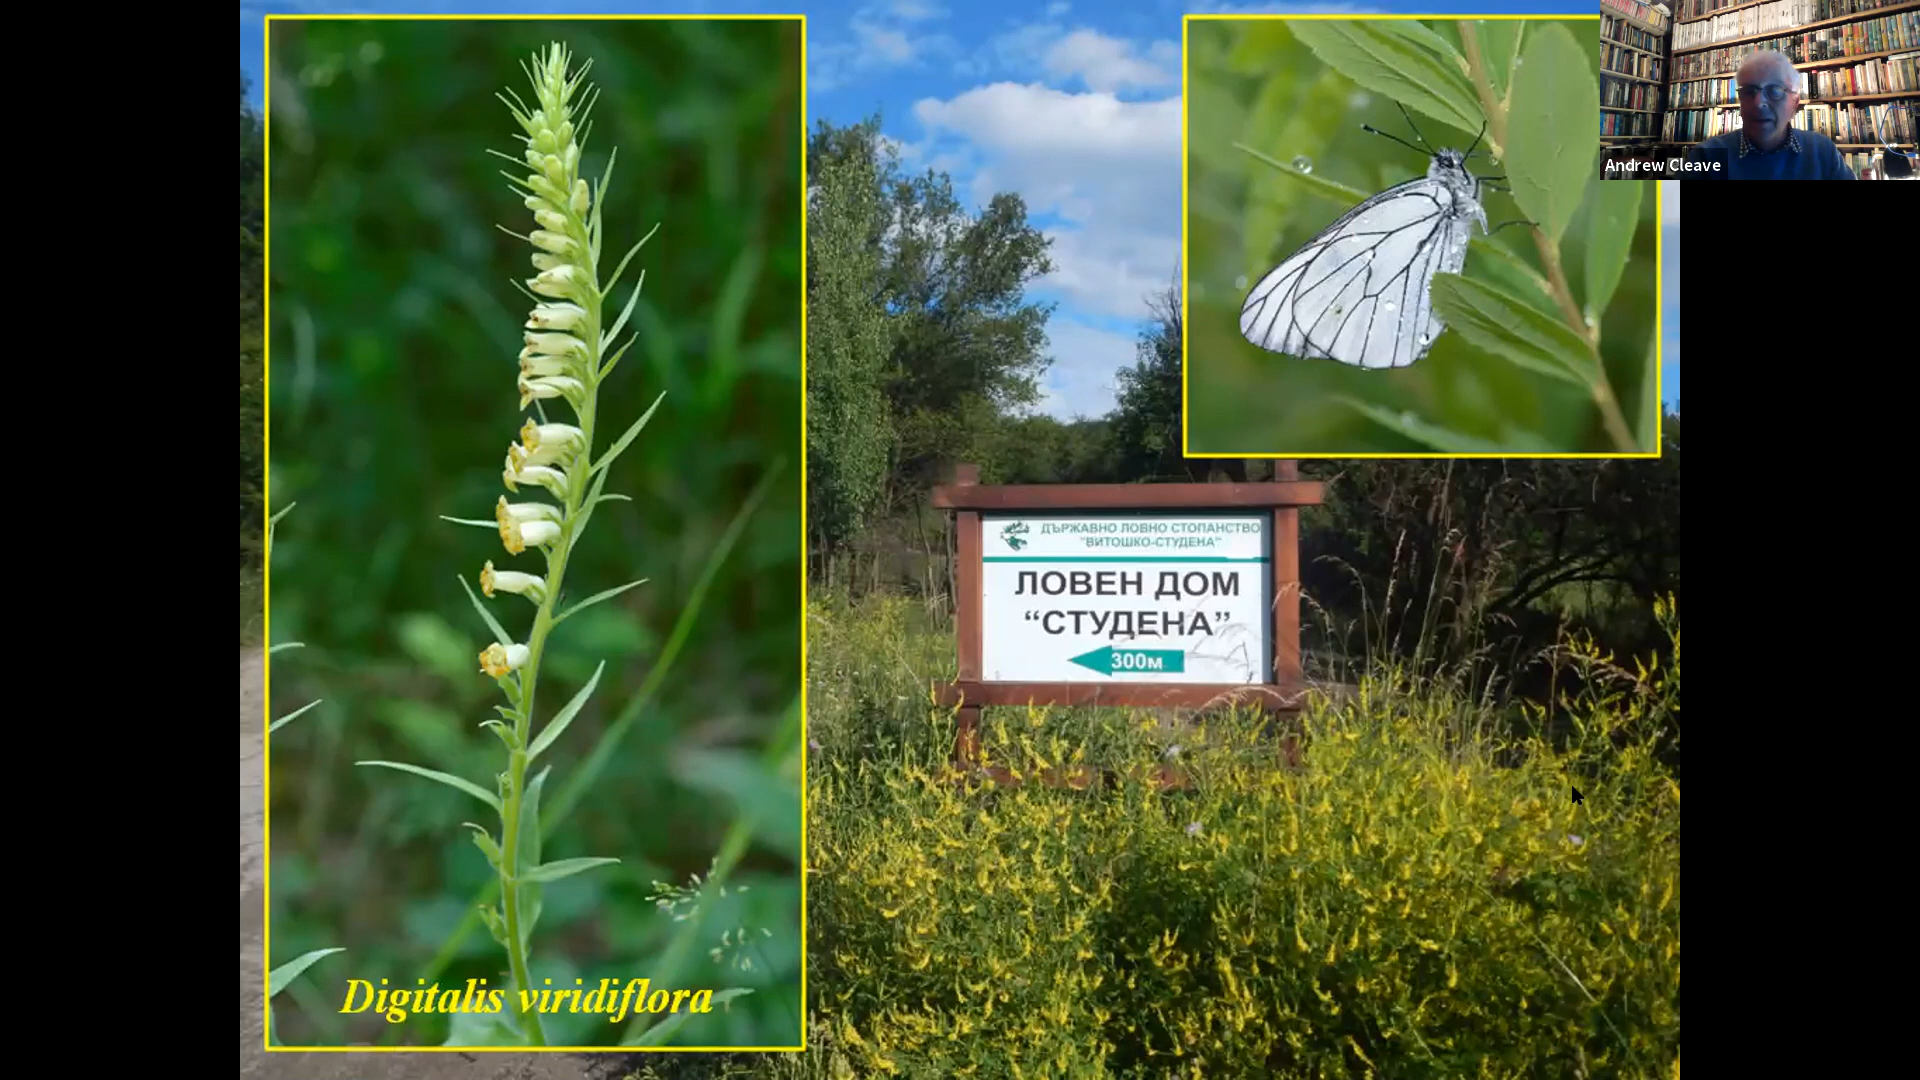 Andrew Cleave
ДЪРЖАВНО ЛОВНО СТОПАНСТВО
"ВИТОШКО-СТУДЕНА"
ЛОВЕН ДОМ
“СТУДЕНА”
300м
Digitalis viridiflora